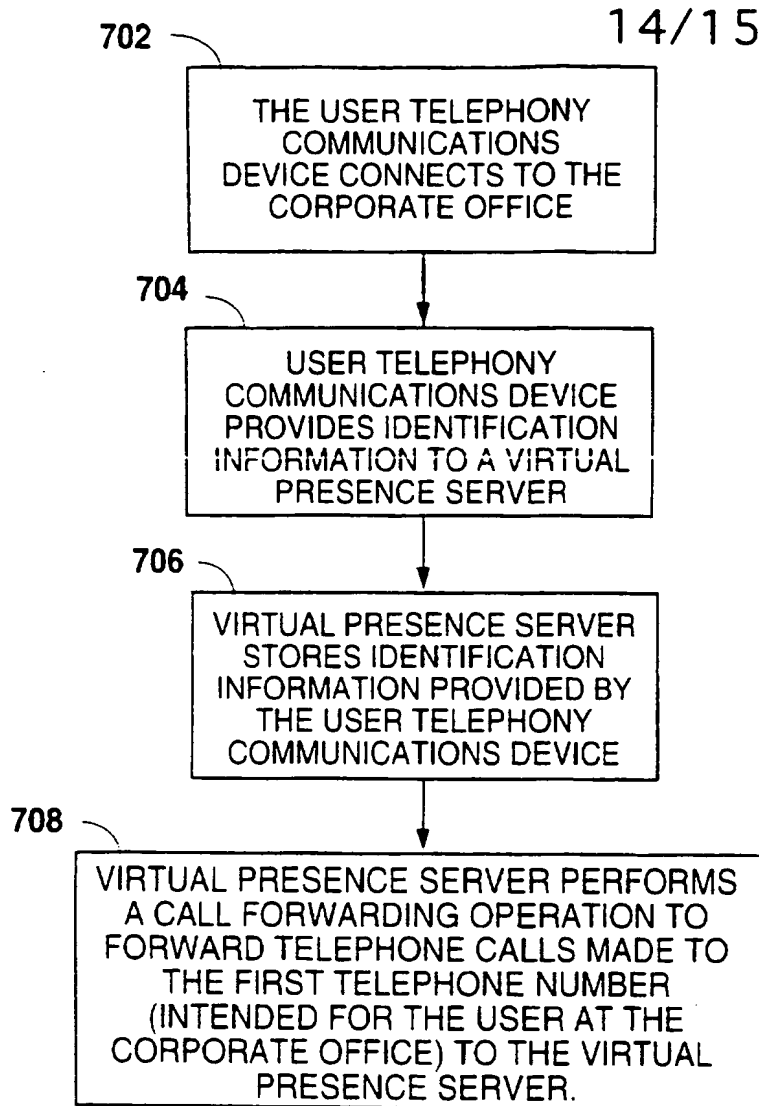 14/15
702
THE USER TELEPHONY
COMMUNICATIONS
DEVICE CONNECTS TO THE
CORPORATE OFFICE
704
USER TELEPHONY
COMMUNICATIONS DEVICE
PROVIDES IDENTIFICATION
INFORMATION TO A VIRTUAL
PRESENCE SERVER
706
VIRTUAL PRESENCE SERVER
STORES IDENTIFICATION
INFORMATION PROVIDED BY
THE USER TELEPHONY
COMMUNICATIONS DEVICE
708
VIRTUAL PRESENCE SERVER PERFORMS
A CALL FORWARDING OPERATION TO
FORWARD TELEPHONE CALLS MADE TO
THE FIRST TELEPHONE NUMBER
(INTENDED FOR THE USER AT THE
CORPORATE OFFICE) TO THE VIRTUAL
PRESENCE SERVER.